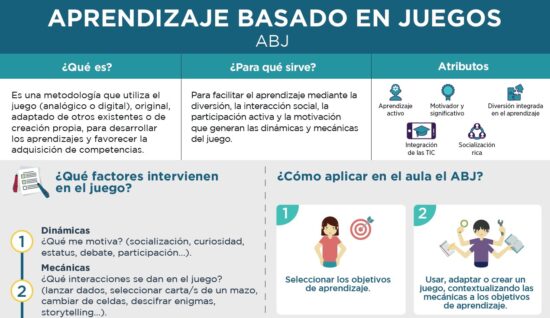 APRENDIZAJE BASADO EN JUEGOS
ABJ
¿Qué es?
Es una metodología que utiliza el
juego (analógico o digital), original,
adaptado de otros existentes o de
creación propia, para desarrollar
los aprendizajes y favorecer la
adquisición de competencias.
¿Para qué sirve?
Para facilitar el aprendizaje mediante la
diversión, la interacción social, la
participación activa y la motivación
que generan las dinámicas y mecánicas
del juego.
Atributos
Aprendizaje
activo
Motivador y
significativo
Diversión integrada
en el aprendizaje
Integración
de las TIC
Socialización
rica
¿Qué factores intervienen
en el juego?
1
Dinámicas
¿Qué me motiva? (socialización, curiosidad,
estatus, debate, participación...).
2
Mecánicas
¿Qué interacciones se dan en el juego?
(lanzar dados, seleccionar carta/s de un mazo,
cambiar de celdas, descifrar enigmas,
storytelling...).
¿Cómo aplicar en el aula el ABJ?
1
Seleccionar los objetivos
de aprendizaje.
2
Usar, adaptar o crear un
juego, contextualizando las
mecánicas a los objetivos
de aprendizaje.